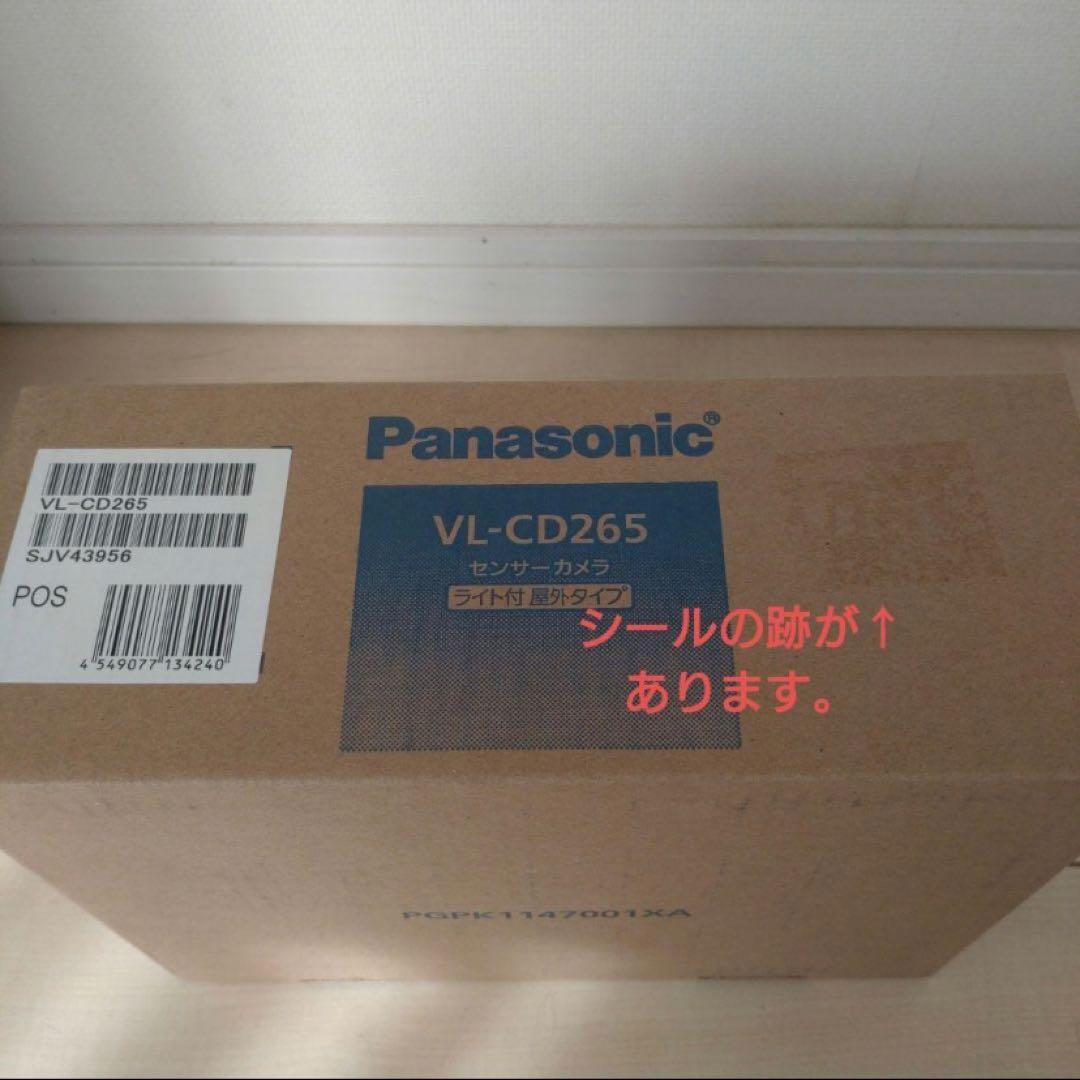 Panasonic®
VL-CD265
SJV43956
POS
4 549077 134240
VL-CD265
センサーカメラ
ライト付 屋外タイプ
シールの跡が↑
あります。
PGPK1147001XA